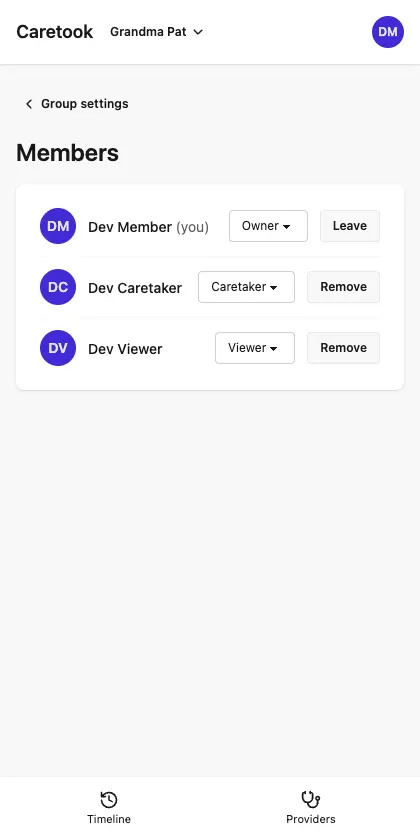 Caretook Grandma Pat DM
Group settings
Members
DM Dev Member (you) Owner Leave
DC Dev Caretaker Caretaker Remove
DV Dev Viewer Viewer Remove
Timeline Providers